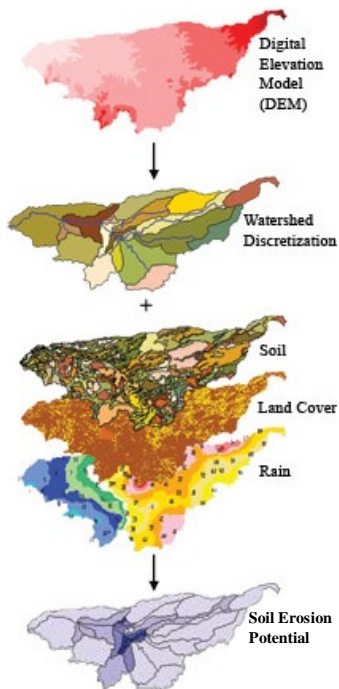 Digital
Elevation
Model
(DEM)
Watershed
Discretization
+
Soil
Land Cover
Rain
Soil Erosion
Potential